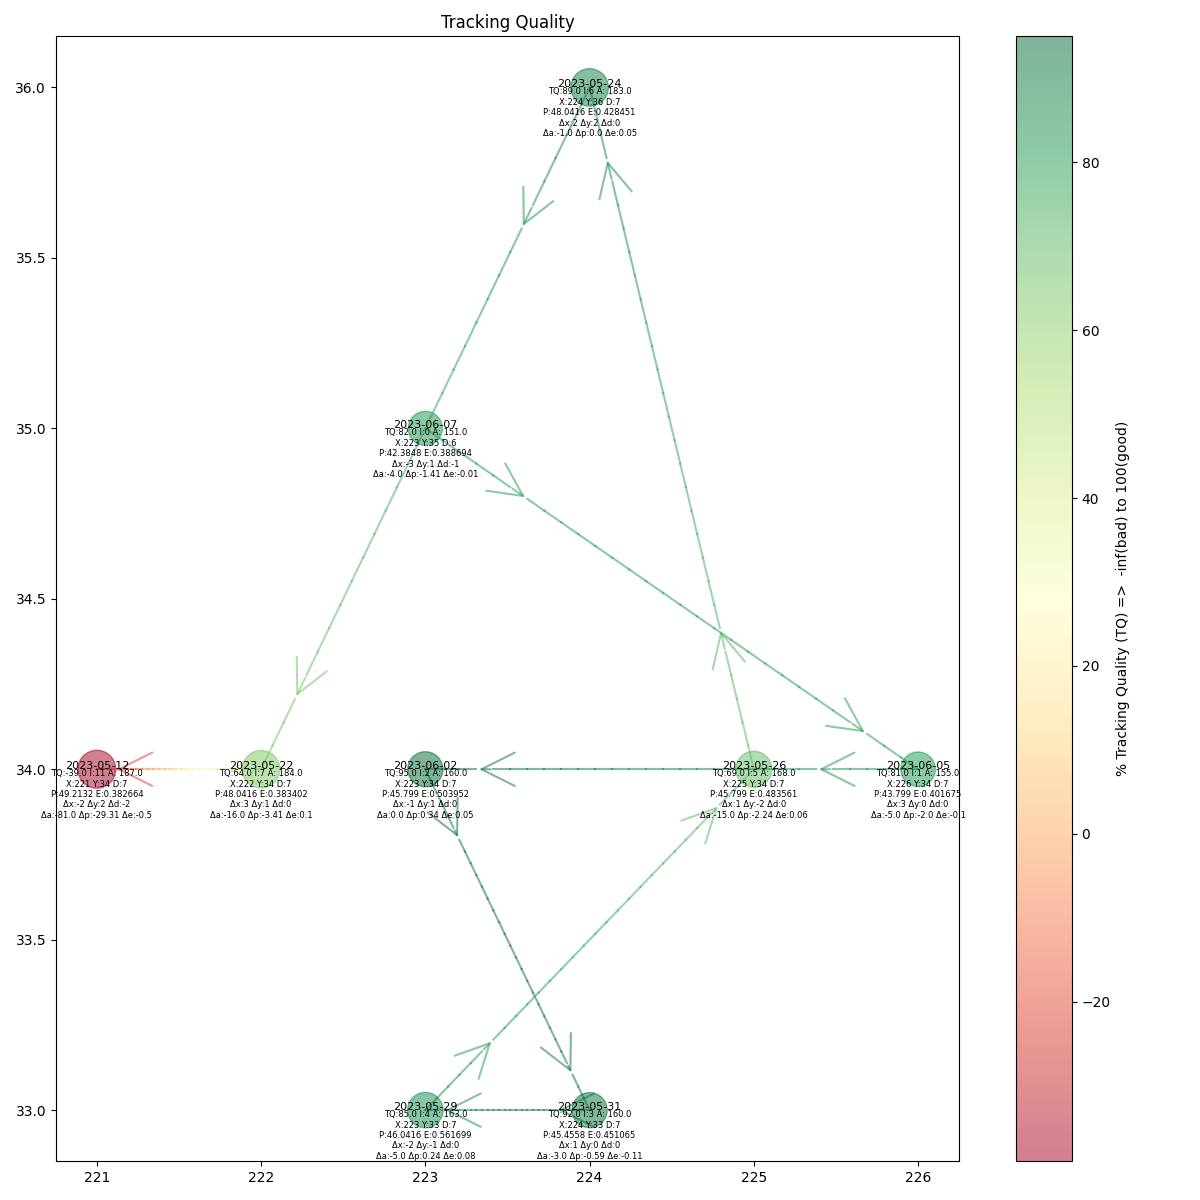 Tracking Quality
36.0
35.5
35.0
34.5
34.0
33.5
33.0
2023-05-24
TQ:89.0 I:6 A: 183.0
X:224 Y:36 D:7
P:48.0416 E:0.428451
Δx:2 Δy:2 Δd:0
Δa:-1.0 Δp:0.0 Δe:0.05
2023-06-07
TQ:82.0 I:0 A: 151.0
X:223 Y:35 D:6
P:42.3848 E:0.388694
Δx:-3 Δy:1 Δd:-1
Δa:-4.0 Δp:-1.41 Δe:-0.01
2023-05-12
TQ:-39.0 I:11 A: 187.0
X:221 Y:34 D:7
P:49.2132 E:0.382664
Δx:-2 Δy:2 Δd:-2
Δa:-81.0 Δp:-29.31 Δe:-0.5
2023-05-22
TQ:64.0 I:7 A: 184.0
X:222 Y:34 D:7
P:48.0416 E:0.383402
Δx:3 Δy:1 Δd:0
Δa:-16.0 Δp:-3.41 Δe:0.1
2023-06-02
TQ:95.0 I:2 A: 160.0
X:223 Y:34 D:7
P:45.799 E:0.503952
Δx:-1 Δy:1 Δd:0
Δa:0.0 Δp:0.34 Δe:0.05
2023-05-26
TQ:69.0 I:5 A: 168.0
X:225 Y:34 D:7
P:45.799 E:0.483561
Δx:1 Δy:-2 Δd:0
Δa:-15.0 Δp:-2.24 Δe:0.06
2023-06-05
TQ:81.0 I:1 A: 155.0
X:226 Y:34 D:7
P:43.799 E:0.401675
Δx:3 Δy:0 Δd:0
Δa:-5.0 Δp:-2.0 Δe:-0.1
2023-05-29
TQ:85.0 I:4 A: 163.0
X:223 Y:33 D:7
P:46.0416 E:0.561699
Δx:-2 Δy:-1 Δd:0
Δa:-5.0 Δp:0.24 Δe:0.08
2023-05-31
TQ:92.0 I:3 A: 160.0
X:224 Y:33 D:7
P:45.4558 E:0.451065
Δx:1 Δy:0 Δd:0
Δa:-3.0 Δp:-0.59 Δe:-0.11
221
222
223
224
225
226
80
60
40
20
0
−20
% Tracking Quality (TQ) => -inf(bad) to 100(good)